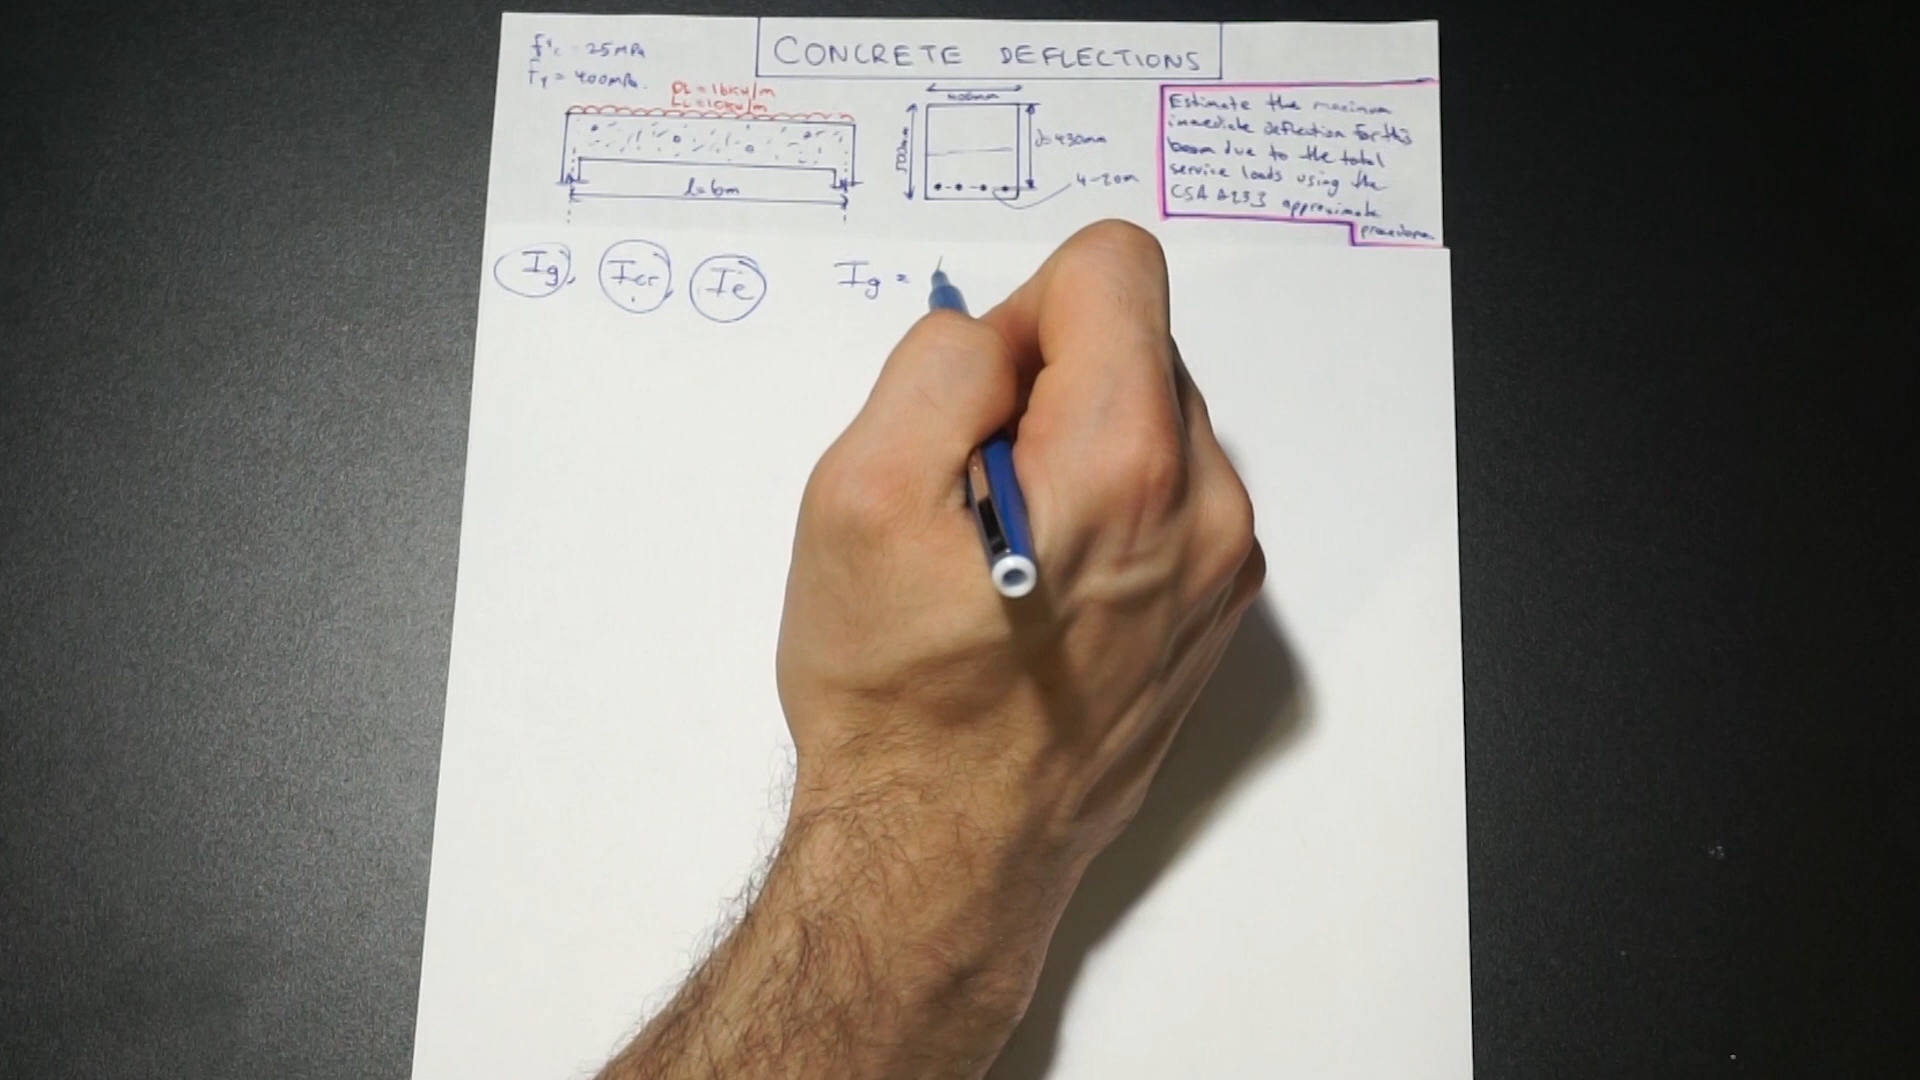 f'c = 25MPa
CONCRETE DEFLECTIONS
Fy = 400MPa.
DL = 16KN/m
LL = 10KN/m
l = 6m
400mm
500mm
d = 430mm
4-20m
Estimate the maximum
immediate deflection for this
beam due to the total
service loads using the
CSA A23.3 approximate
procedure
Ig, Icr, Ie
Ig =